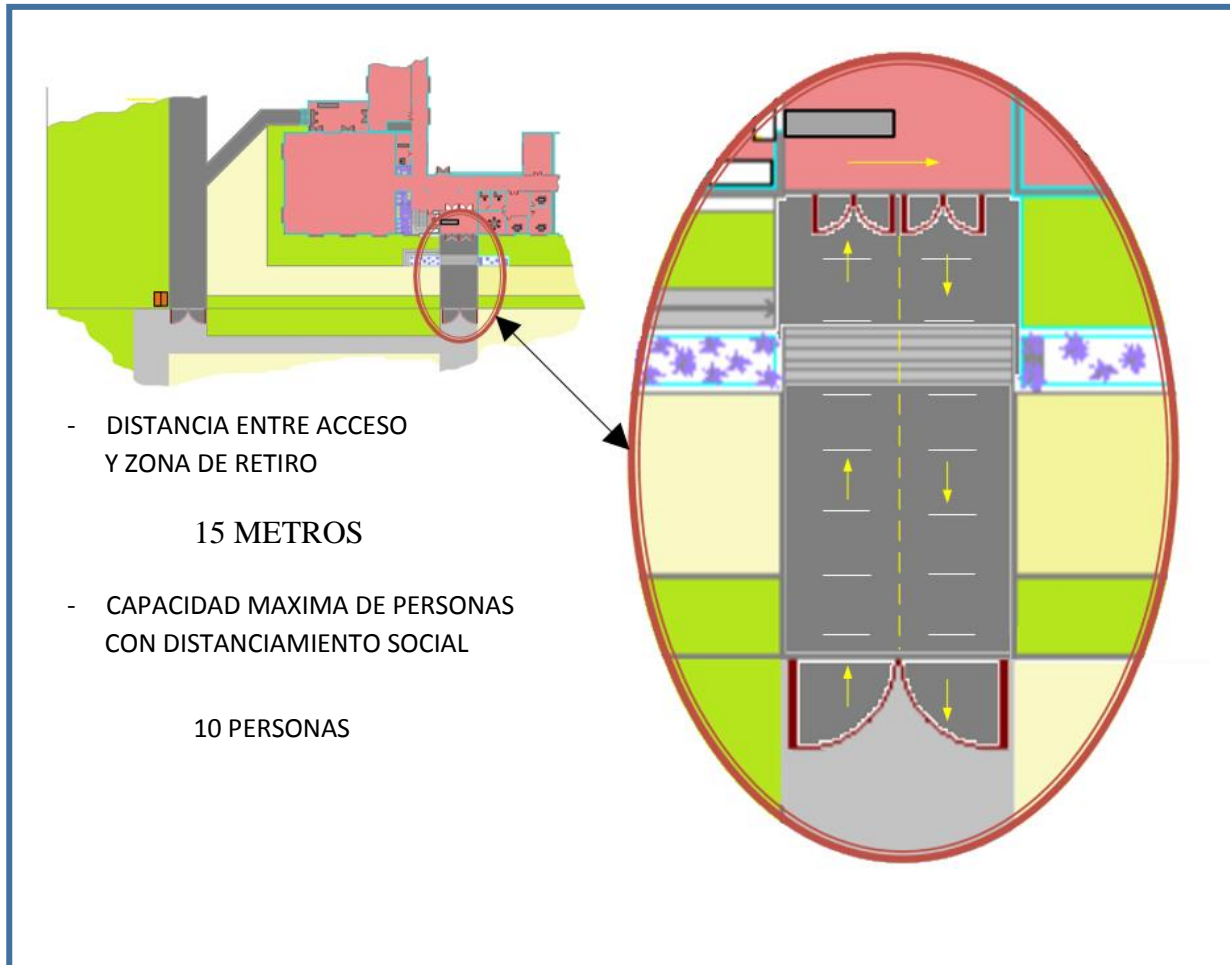 - DISTANCIA ENTRE ACCESO
Y ZONA DE RETIRO
15 METROS
- CAPACIDAD MAXIMA DE PERSONAS
CON DISTANCIAMIENTO SOCIAL
10 PERSONAS